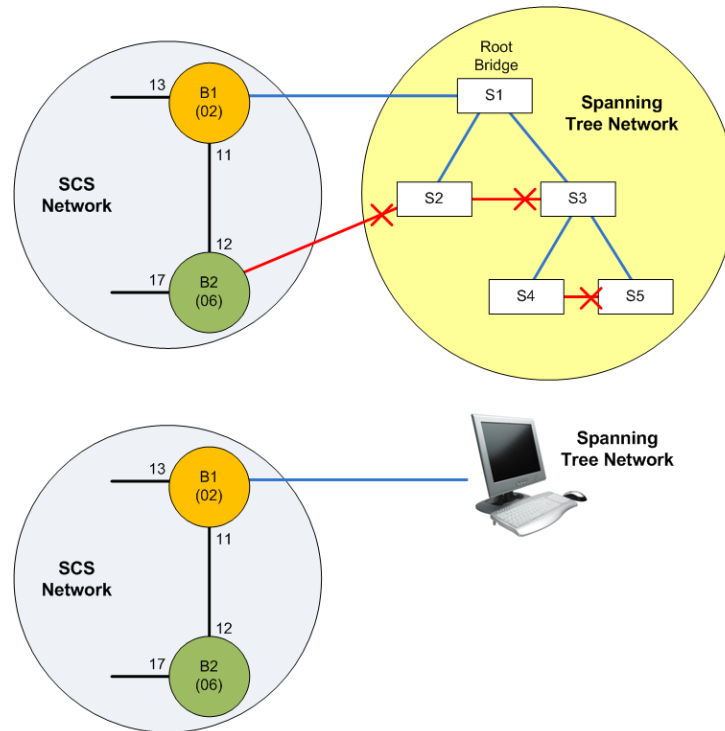 Root
Bridge
13
B1
(02)
S1
Spanning
Tree Network
11
SCS
Network
S2
S3
12
17
B2
(06)
S4
S5
Spanning
Tree Network
13
B1
(02)
11
SCS
Network
12
17
B2
(06)